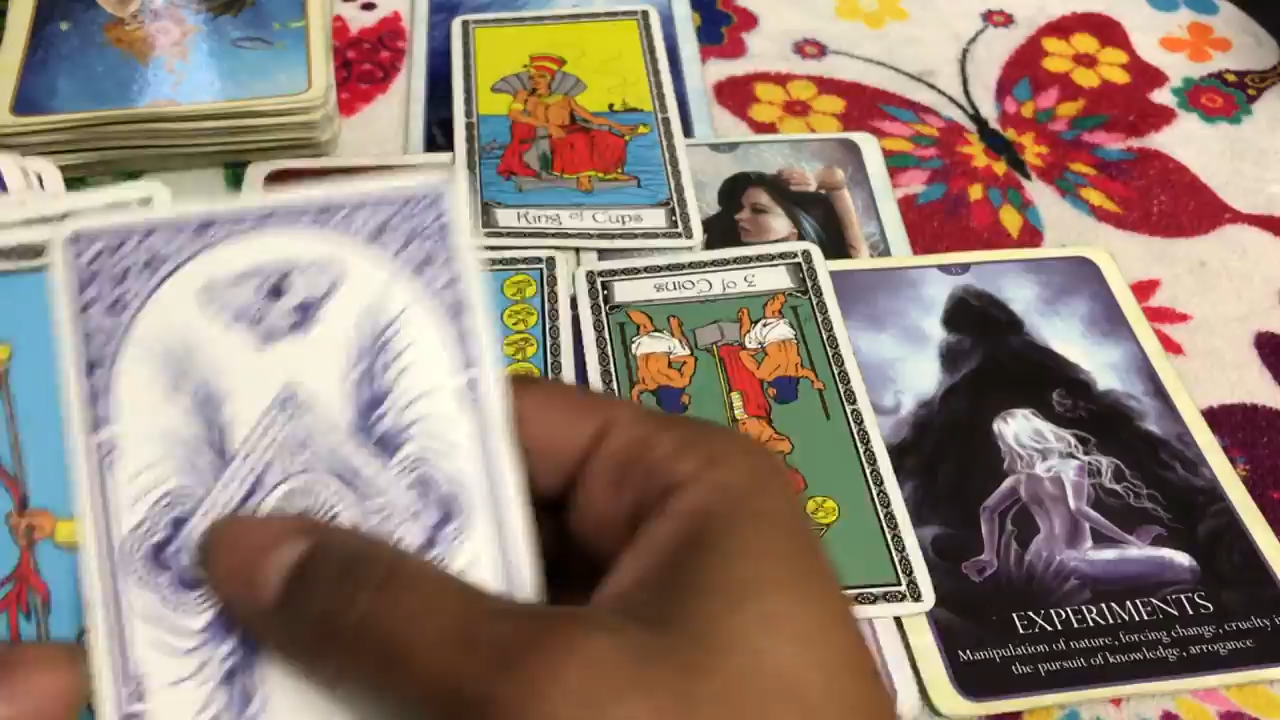 King of Cups
3 of Coins
EXPERIMENTS
Manipulation of nature, forcing change, cruelty
the pursuit of knowledge, arrogance